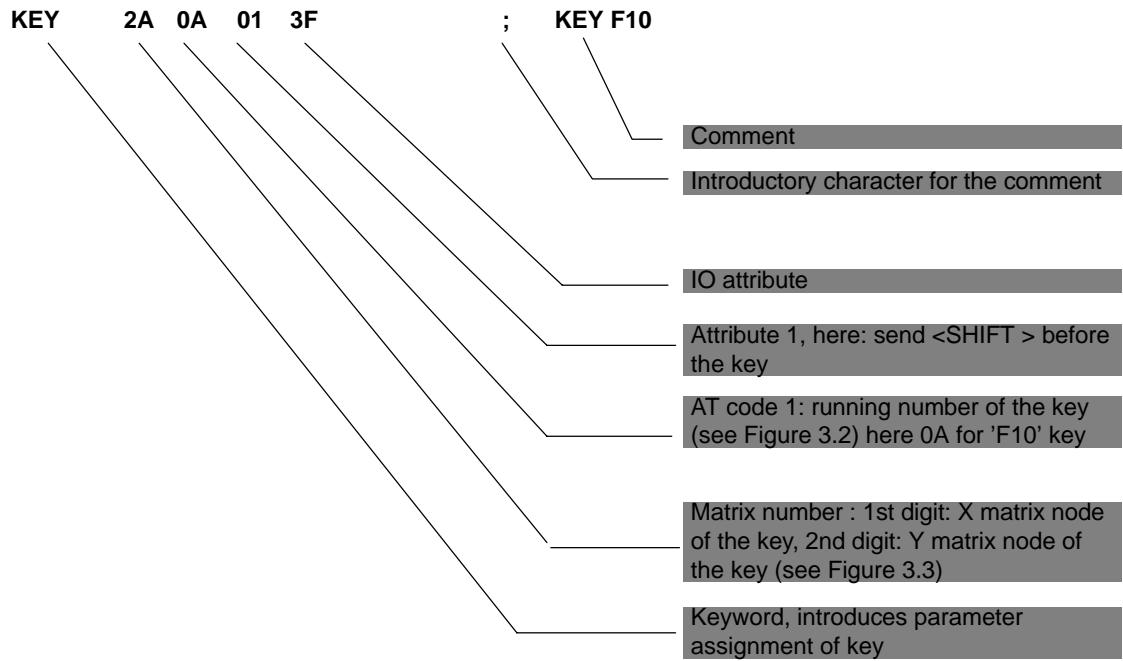 KEY 2A 0A 01 3F ; KEY F10
Comment
Introductory character for the comment
IO attribute
Attribute 1, here: send <SHIFT > before
the key
AT code 1: running number of the key
(see Figure 3.2) here 0A for ’F10’ key
Matrix number : 1st digit: X matrix node
of the key, 2nd digit: Y matrix node of
the key (see Figure 3.3)
Keyword, introduces parameter
assignment of key